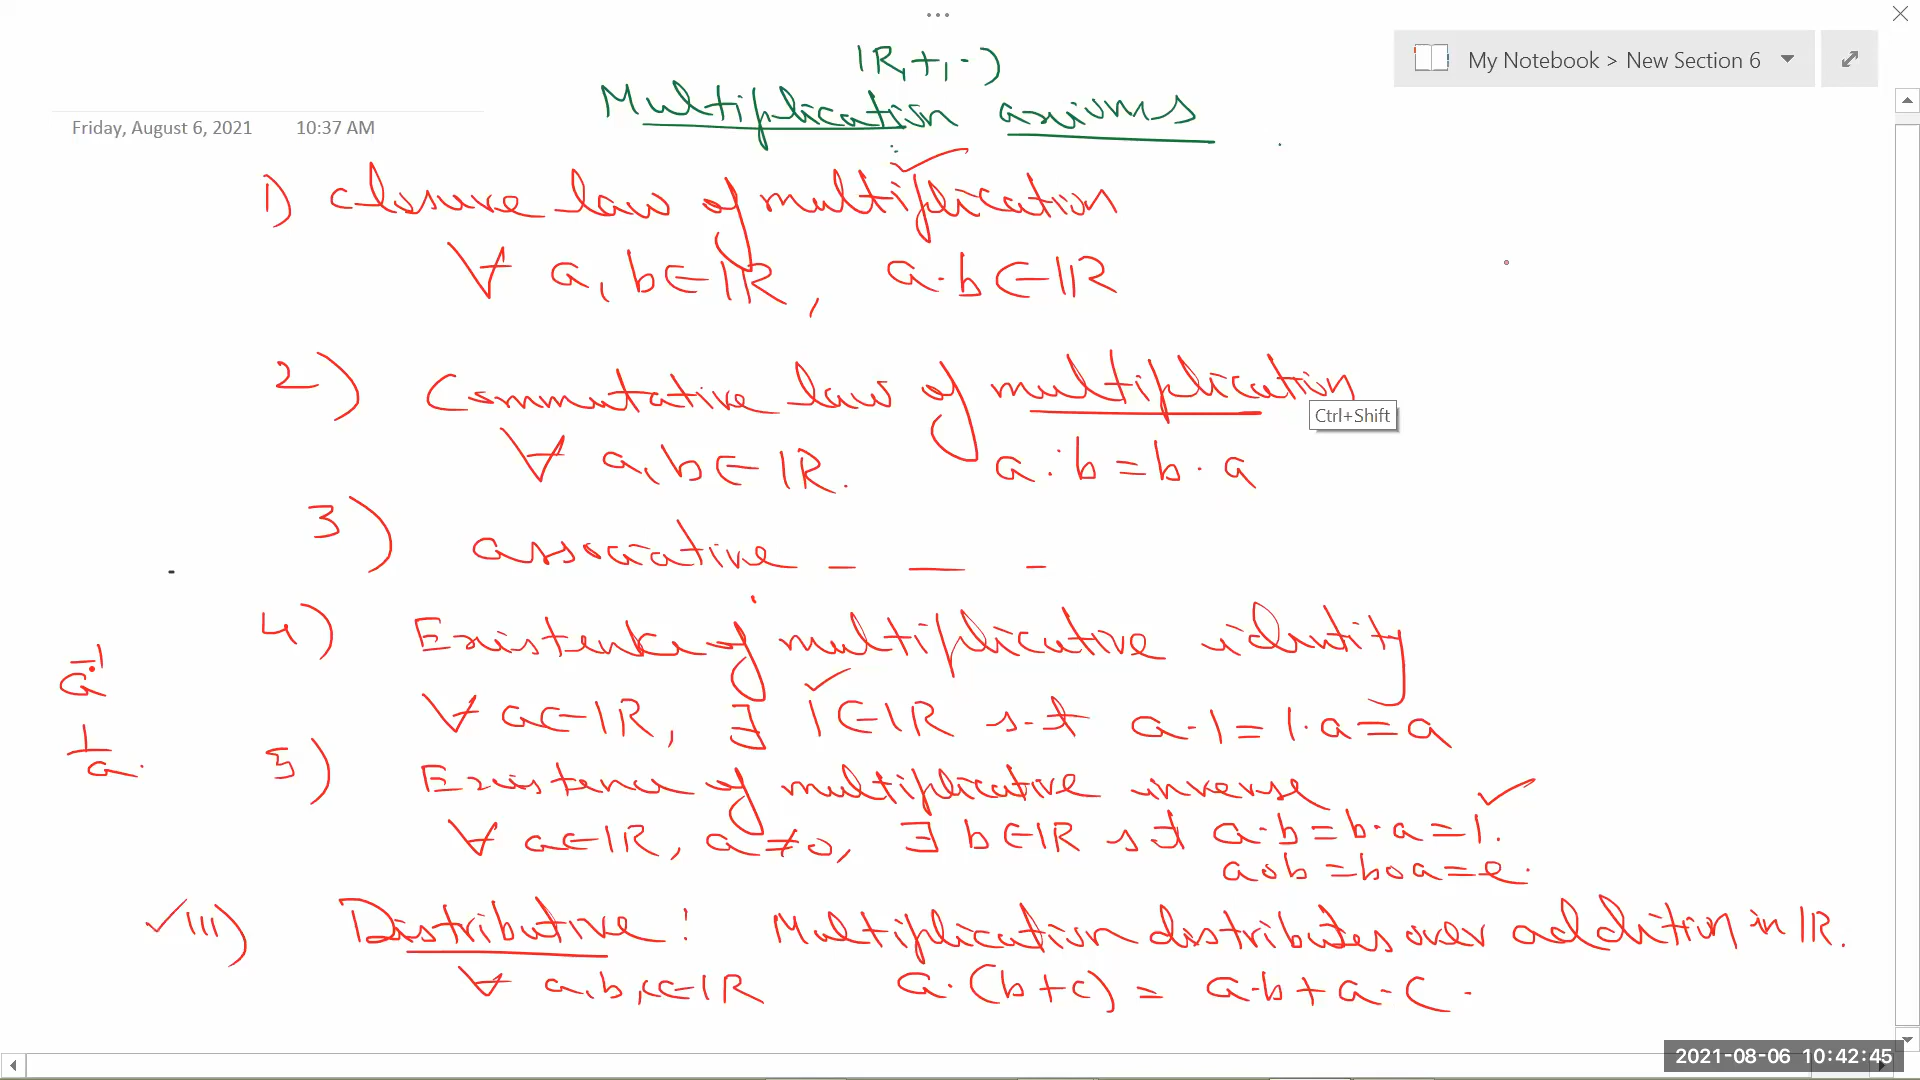 My Notebook > New Section 6
Friday, August 6, 2021 10:37 AM
ℝ, +, ·)
Multiplication axioms
1) closure law of multiplication
∀ a, b ∈ ℝ, a·b ∈ ℝ
2) Commutative law of multiplication
Ctrl+Shift
∀ a, b ∈ ℝ. a·b = b·a
3) associative - — -
4) Existence of multiplicative identity
a⁻¹
∀ a ∈ ℝ, ∃ 1 ∈ ℝ s.t a·1 = 1·a = a
1/a.
5) Existence of multiplicative inverse
∀ a ∈ ℝ, a ≠ 0, ∃ b ∈ ℝ s.t a·b = b·a = 1.
aob = boa = e.
✓ III) Distributive: Multiplication distributes over addition in ℝ.
∀ a, b, c ∈ ℝ a·(b+c) = a·b + a·c.
2021-08-06 10:42:45